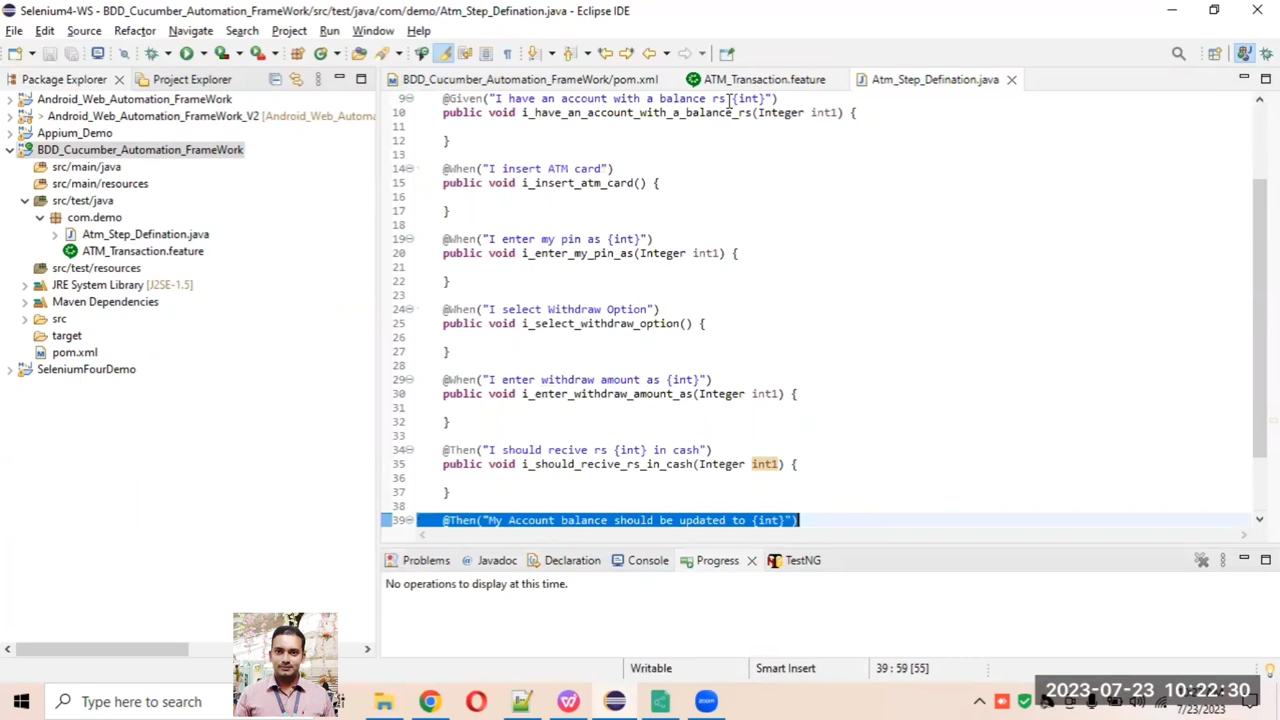 Selenium4-WS - BDD_Cucumber_Automation_FrameWork/src/test/java/com/demo/Atm_Step_Defination.java - Eclipse IDE
File Edit Source Refactor Navigate Search Project Run Window Help
Package Explorer Project Explorer
BDD_Cucumber_Automation_FrameWork/pom.xml ATM_Transaction.feature Atm_Step_Defination.java
Android_Web_Automation_FrameWork
> Android_Web_Automation_FrameWork_V2 [Android_Web_Automa
Appium_Demo
BDD_Cucumber_Automation_FrameWork
src/main/java
src/main/resources
src/test/java
com.demo
Atm_Step_Defination.java
ATM_Transaction.feature
src/test/resources
JRE System Library [J2SE-1.5]
Maven Dependencies
src
target
pom.xml
SeleniumFourDemo
9 @Given("I have an account with a balance rs {int}")
10 public void i_have_an_account_with_a_balance_rs(Integer int1) {
11
12 }
13
14 @When("I insert ATM card")
15 public void i_insert_atm_card() {
16
17 }
18
19 @When("I enter my pin as {int}")
20 public void i_enter_my_pin_as(Integer int1) {
21
22 }
23
24 @When("I select Withdraw Option")
25 public void i_select_withdraw_option() {
26
27 }
28
29 @When("I enter withdraw amount as {int}")
30 public void i_enter_withdraw_amount_as(Integer int1) {
31
32 }
33
34 @Then("I should recive rs {int} in cash")
35 public void i_should_recive_rs_in_cash(Integer int1) {
36
37 }
38
39 @Then("My Account balance should be updated to {int}")
Problems Javadoc Declaration Console Progress TestNG
No operations to display at this time.
Writable Smart Insert 39 : 59 [55]
Type here to search
2023-07-23 10:22:30
7/23/2023